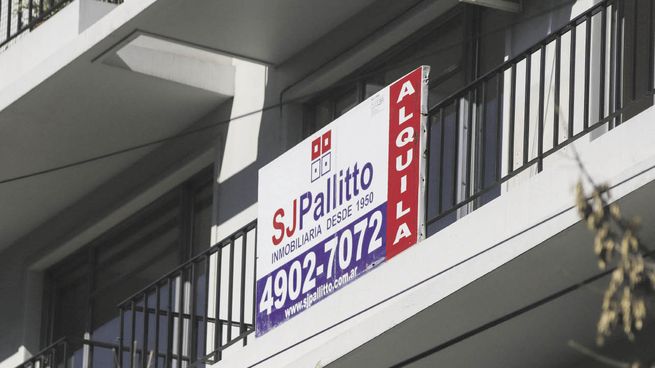 SJPallitto
INMOBILIARIA DESDE 1950
4902-7072
www.sjpallitto.com.ar
ALQUILA